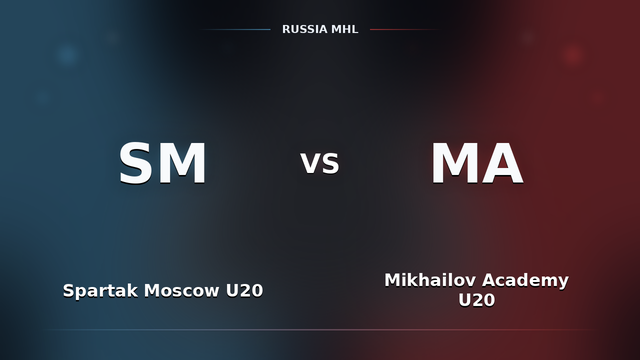 RUSSIA MHL
SM
VS
MA
Spartak Moscow U20
Mikhailov Academy
U20